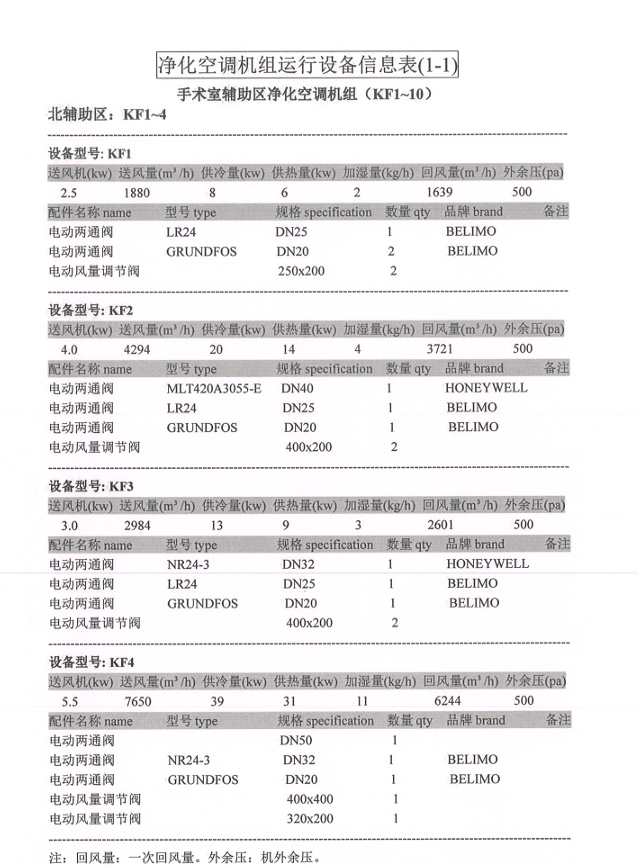 净化空调机组运行设备信息表(1-1)
手术室辅助区净化空调机组（KF1~10）
北辅助区：KF1~4
设备型号: KF1
送风机(kw) 送风量(m³/h) 供冷量(kw) 供热量(kw) 加湿量(kg/h) 回风量(m³/h) 外余压(pa)
2.5 1880 8 6 2 1639 500
配件名称 name 型号 type 规格 specification 数量 qty 品牌 brand 备注
电动两通阀 LR24 DN25 1 BELIMO
电动两通阀 GRUNDFOS DN20 2 BELIMO
电动风量调节阀 250x200 2
设备型号: KF2
送风机(kw) 送风量(m³/h) 供冷量(kw) 供热量(kw) 加湿量(kg/h) 回风量(m³/h) 外余压(pa)
4.0 4294 20 14 4 3721 500
配件名称 name 型号 type 规格 specification 数量 qty 品牌 brand 备注
电动两通阀 MLT420A3055-E DN40 1 HONEYWELL
电动两通阀 LR24 DN25 1 BELIMO
电动两通阀 GRUNDFOS DN20 1 BELIMO
电动风量调节阀 400x200 2
设备型号: KF3
送风机(kw) 送风量(m³/h) 供冷量(kw) 供热量(kw) 加湿量(kg/h) 回风量(m³/h) 外余压(pa)
3.0 2984 13 9 3 2601 500
配件名称 name 型号 type 规格 specification 数量 qty 品牌 brand 备注
电动两通阀 NR24-3 DN32 1 HONEYWELL
电动两通阀 LR24 DN25 1 BELIMO
电动两通阀 GRUNDFOS DN20 1 BELIMO
电动风量调节阀 400x200 2
设备型号: KF4
送风机(kw) 送风量(m³/h) 供冷量(kw) 供热量(kw) 加湿量(kg/h) 回风量(m³/h) 外余压(pa)
5.5 7650 39 31 11 6244 500
配件名称 name 型号 type 规格 specification 数量 qty 品牌 brand 备注
电动两通阀 DN50 1
电动两通阀 NR24-3 DN32 1 BELIMO
电动两通阀 GRUNDFOS DN20 1 BELIMO
电动风量调节阀 400x400 1
电动风量调节阀 320x200 1
注：回风量：一次回风量。外余压：机外余压。